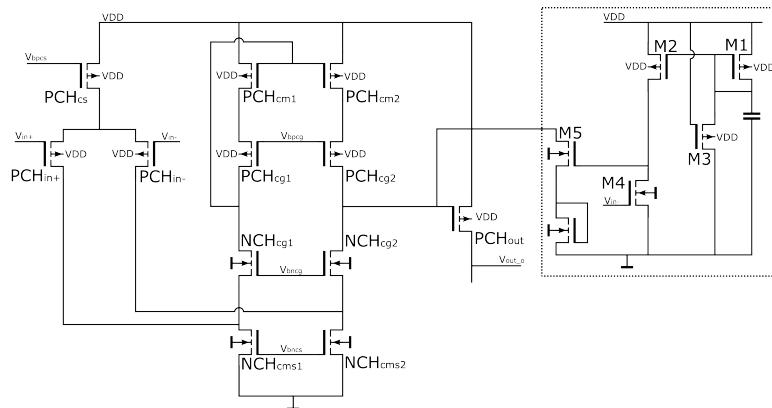 VDD
VDD
Vbpcs
VDD
PCHcs
Vin+
VDD
PCHin+
VDD
Vin-
PCHin-
VDD
PCHcm1
VDD
PCHcm2
VDD
Vbpcg
VDD
PCHcg1
PCHcg2
NCHcg1
NCHcg2
Vbncg
Vbncs
NCHcms1
NCHcms2
VDD
PCHout
Vout_o
M2
M1
VDD
VDD
M5
VDD
M3
M4
Vin-